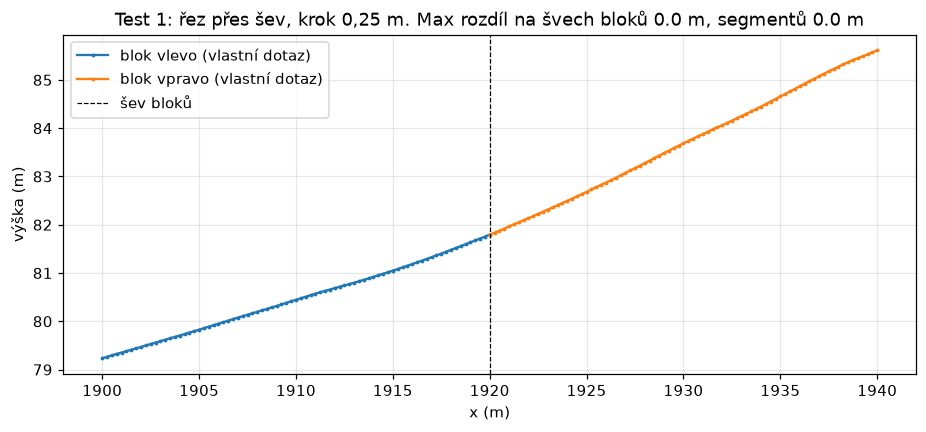 Test 1: řez přes šev, krok 0,25 m. Max rozdíl na švech bloků 0.0 m, segmentů 0.0 m
blok vlevo (vlastní dotaz)
blok vpravo (vlastní dotaz)
šev bloků
výška (m)
85
84
83
82
81
80
79
1900
1905
1910
1915
1920
1925
1930
1935
1940
x (m)